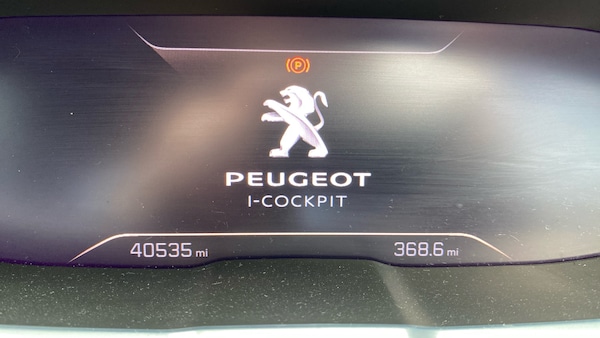 (P)
PEUGEOT
I-COCKPIT
40535 mi
368.6 mi